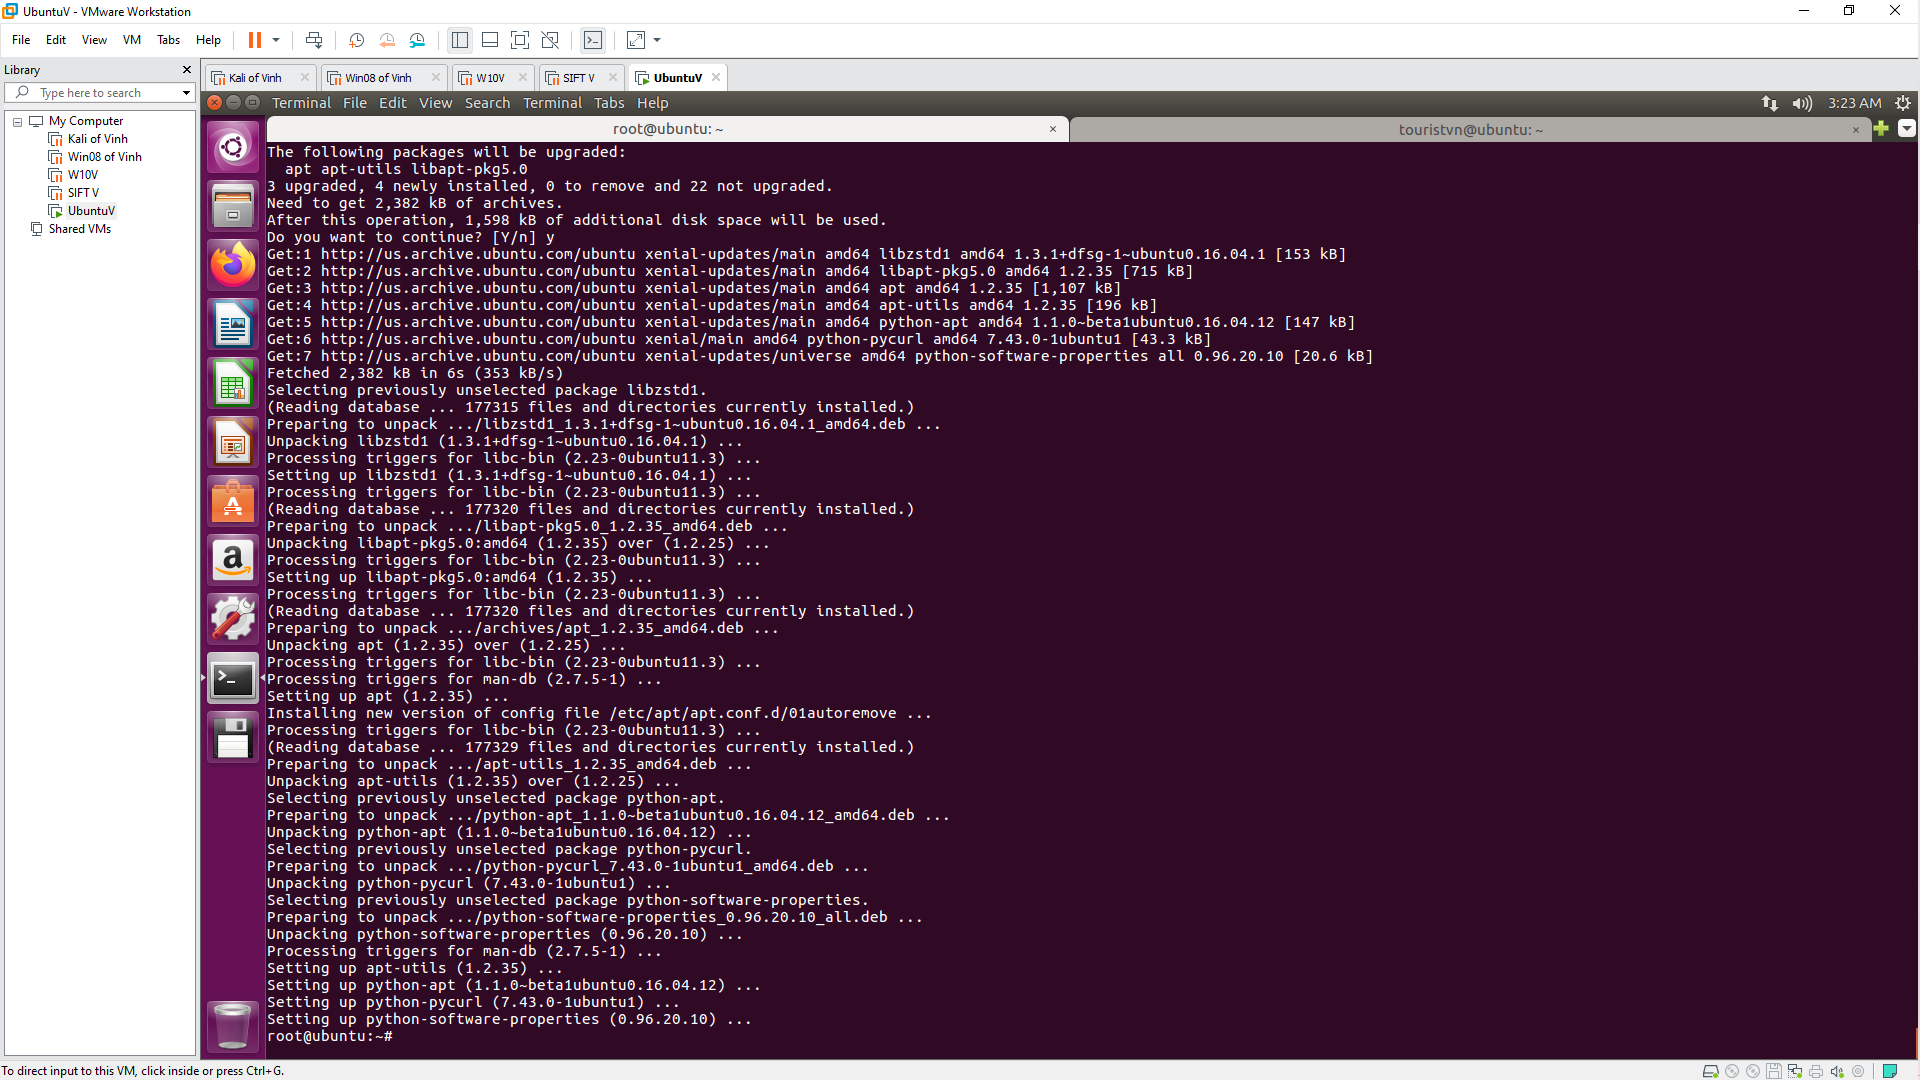 UbuntuV - VMware Workstation
File Edit View VM Tabs Help
Library
Type here to search
My Computer
Kali of Vinh
Win08 of Vinh
W10V
SIFT V
UbuntuV
Shared VMs
Kali of Vinh Win08 of Vinh W10V SIFT V UbuntuV
Terminal File Edit View Search Terminal Tabs Help 3:23 AM
root@ubuntu: ~ touristvn@ubuntu: ~
The following packages will be upgraded:
apt apt-utils libapt-pkg5.0
3 upgraded, 4 newly installed, 0 to remove and 22 not upgraded.
Need to get 2,382 kB of archives.
After this operation, 1,598 kB of additional disk space will be used.
Do you want to continue? [Y/n] y
Get:1 http://us.archive.ubuntu.com/ubuntu xenial-updates/main amd64 libzstd1 amd64 1.3.1+dfsg-1~ubuntu0.16.04.1 [153 kB]
Get:2 http://us.archive.ubuntu.com/ubuntu xenial-updates/main amd64 libapt-pkg5.0 amd64 1.2.35 [715 kB]
Get:3 http://us.archive.ubuntu.com/ubuntu xenial-updates/main amd64 apt amd64 1.2.35 [1,107 kB]
Get:4 http://us.archive.ubuntu.com/ubuntu xenial-updates/main amd64 apt-utils amd64 1.2.35 [196 kB]
Get:5 http://us.archive.ubuntu.com/ubuntu xenial-updates/main amd64 python-apt amd64 1.1.0~beta1ubuntu0.16.04.12 [147 kB]
Get:6 http://us.archive.ubuntu.com/ubuntu xenial/main amd64 python-pycurl amd64 7.43.0-1ubuntu1 [43.3 kB]
Get:7 http://us.archive.ubuntu.com/ubuntu xenial-updates/universe amd64 python-software-properties all 0.96.20.10 [20.6 kB]
Fetched 2,382 kB in 6s (353 kB/s)
Selecting previously unselected package libzstd1.
(Reading database ... 177315 files and directories currently installed.)
Preparing to unpack .../libzstd1_1.3.1+dfsg-1~ubuntu0.16.04.1_amd64.deb ...
Unpacking libzstd1 (1.3.1+dfsg-1~ubuntu0.16.04.1) ...
Processing triggers for libc-bin (2.23-0ubuntu11.3) ...
Setting up libzstd1 (1.3.1+dfsg-1~ubuntu0.16.04.1) ...
Processing triggers for libc-bin (2.23-0ubuntu11.3) ...
(Reading database ... 177320 files and directories currently installed.)
Preparing to unpack .../libapt-pkg5.0_1.2.35_amd64.deb ...
Unpacking libapt-pkg5.0:amd64 (1.2.35) over (1.2.25) ...
Processing triggers for libc-bin (2.23-0ubuntu11.3) ...
Setting up libapt-pkg5.0:amd64 (1.2.35) ...
Processing triggers for libc-bin (2.23-0ubuntu11.3) ...
(Reading database ... 177320 files and directories currently installed.)
Preparing to unpack .../archives/apt_1.2.35_amd64.deb ...
Unpacking apt (1.2.35) over (1.2.25) ...
Processing triggers for libc-bin (2.23-0ubuntu11.3) ...
Processing triggers for man-db (2.7.5-1) ...
Setting up apt (1.2.35) ...
Installing new version of config file /etc/apt/apt.conf.d/01autoremove ...
Processing triggers for libc-bin (2.23-0ubuntu11.3) ...
(Reading database ... 177329 files and directories currently installed.)
Preparing to unpack .../apt-utils_1.2.35_amd64.deb ...
Unpacking apt-utils (1.2.35) over (1.2.25) ...
Selecting previously unselected package python-apt.
Preparing to unpack .../python-apt_1.1.0~beta1ubuntu0.16.04.12_amd64.deb ...
Unpacking python-apt (1.1.0~beta1ubuntu0.16.04.12) ...
Selecting previously unselected package python-pycurl.
Preparing to unpack .../python-pycurl_7.43.0-1ubuntu1_amd64.deb ...
Unpacking python-pycurl (7.43.0-1ubuntu1) ...
Selecting previously unselected package python-software-properties.
Preparing to unpack .../python-software-properties_0.96.20.10_all.deb ...
Unpacking python-software-properties (0.96.20.10) ...
Processing triggers for man-db (2.7.5-1) ...
Setting up apt-utils (1.2.35) ...
Setting up python-apt (1.1.0~beta1ubuntu0.16.04.12) ...
Setting up python-pycurl (7.43.0-1ubuntu1) ...
Setting up python-software-properties (0.96.20.10) ...
root@ubuntu:~#
To direct input to this VM, click inside or press Ctrl+G.